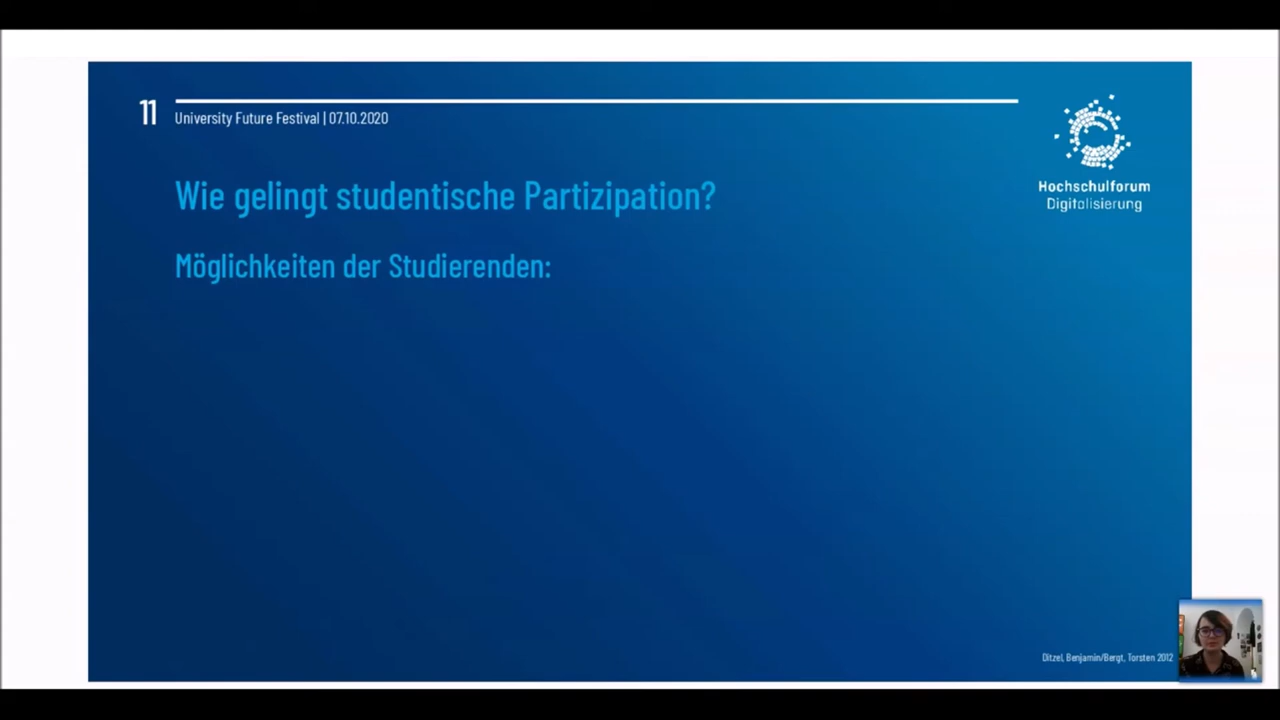 11
University Future Festival | 07.10.2020
Hochschulforum
Digitalisierung
Wie gelingt studentische Partizipation?
Möglichkeiten der Studierenden:
Ditzel, Benjamin/Bergt, Torsten 2012